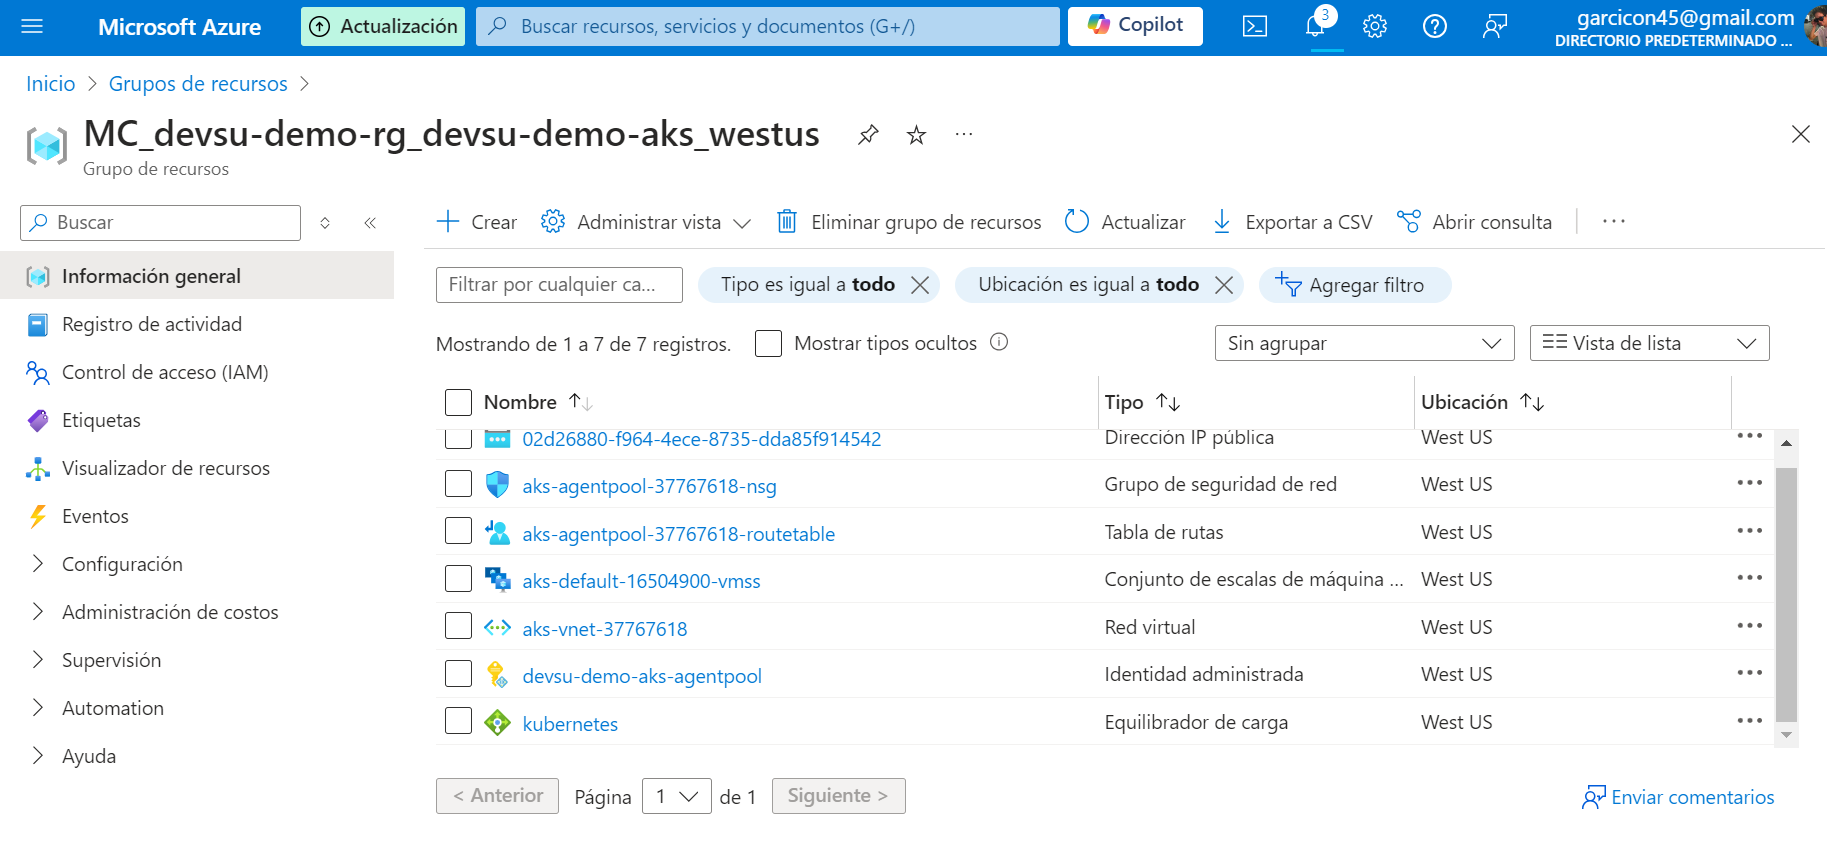 Microsoft Azure
Actualización
Buscar recursos, servicios y documentos (G+/)
Copilot
3
garcicon45@gmail.com
DIRECTORIO PREDETERMINADO ...
Inicio > Grupos de recursos >
MC_devsu-demo-rg_devsu-demo-aks_westus
Grupo de recursos
Buscar
Información general
Registro de actividad
Control de acceso (IAM)
Etiquetas
Visualizador de recursos
Eventos
Configuración
Administración de costos
Supervisión
Automation
Ayuda
Crear Administrar vista Eliminar grupo de recursos Actualizar Exportar a CSV Abrir consulta
Filtrar por cualquier ca... Tipo es igual a todo Ubicación es igual a todo Agregar filtro
Mostrando de 1 a 7 de 7 registros. Mostrar tipos ocultos Sin agrupar Vista de lista
Nombre Tipo Ubicación
02d26880-f964-4ece-8735-dda85f914542 Dirección IP pública West US
aks-agentpool-37767618-nsg Grupo de seguridad de red West US
aks-agentpool-37767618-routetable Tabla de rutas West US
aks-default-16504900-vmss Conjunto de escalas de máquina ... West US
aks-vnet-37767618 Red virtual West US
devsu-demo-aks-agentpool Identidad administrada West US
kubernetes Equilibrador de carga West US
< Anterior Página 1 de 1 Siguiente >
Enviar comentarios